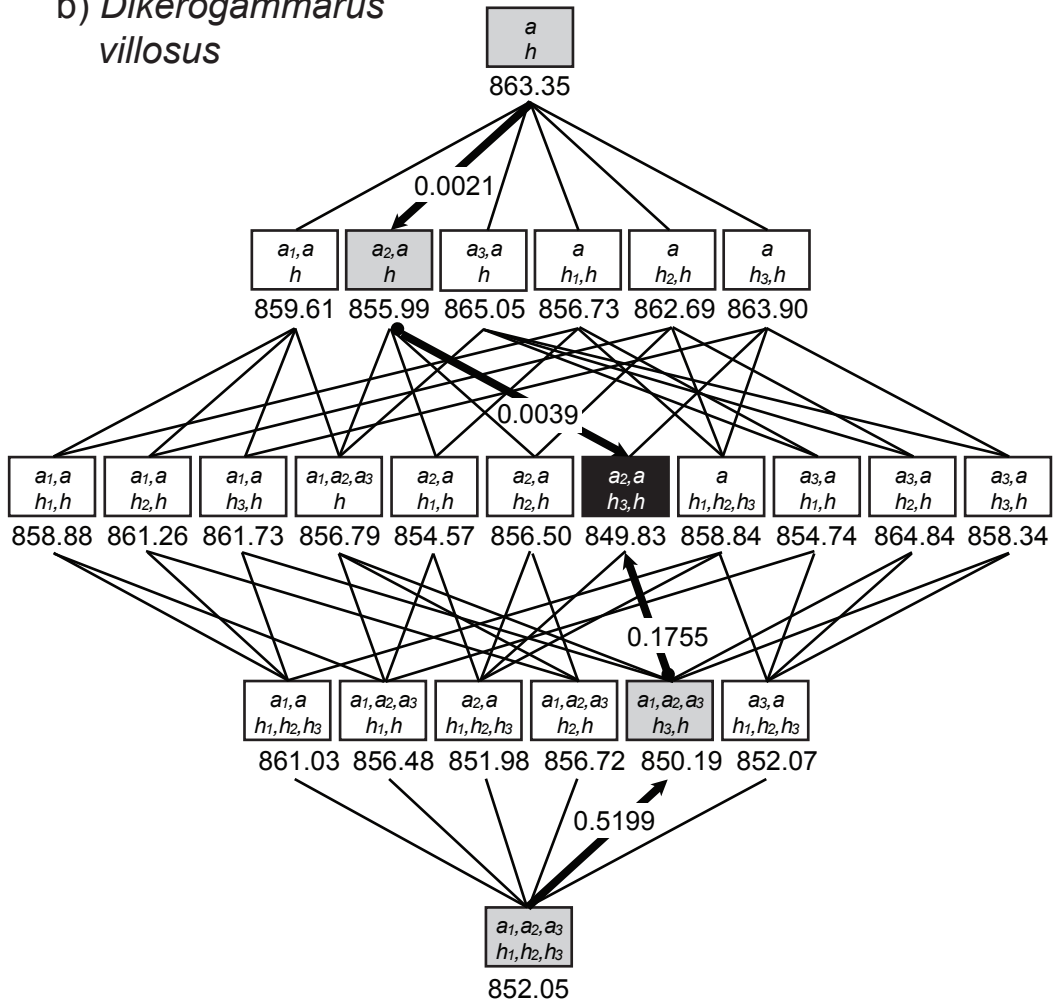 b) Dikerogammarus
villosus
a
h
863.35
0.0021
a1,a a2,a a3,a a a a
h h h h1,h h2,h h3,h
859.61 855.99 865.05 856.73 862.69 863.90
0.0039
a1,a a1,a a1,a a1,a2,a3 a2,a a2,a a2,a a a3,a a3,a a3,a
h1,h h2,h h3,h h h1,h h2,h h3,h h1,h2,h3 h1,h h2,h h3,h
858.88 861.26 861.73 856.79 854.57 856.50 849.83 858.84 854.74 864.84 858.34
0.1755
a1,a a1,a2,a3 a2,a a1,a2,a3 a1,a2,a3 a3,a
h1,h2,h3 h1,h h1,h2,h3 h2,h h3,h h1,h2,h3
861.03 856.48 851.98 856.72 850.19 852.07
0.5199
a1,a2,a3
h1,h2,h3
852.05